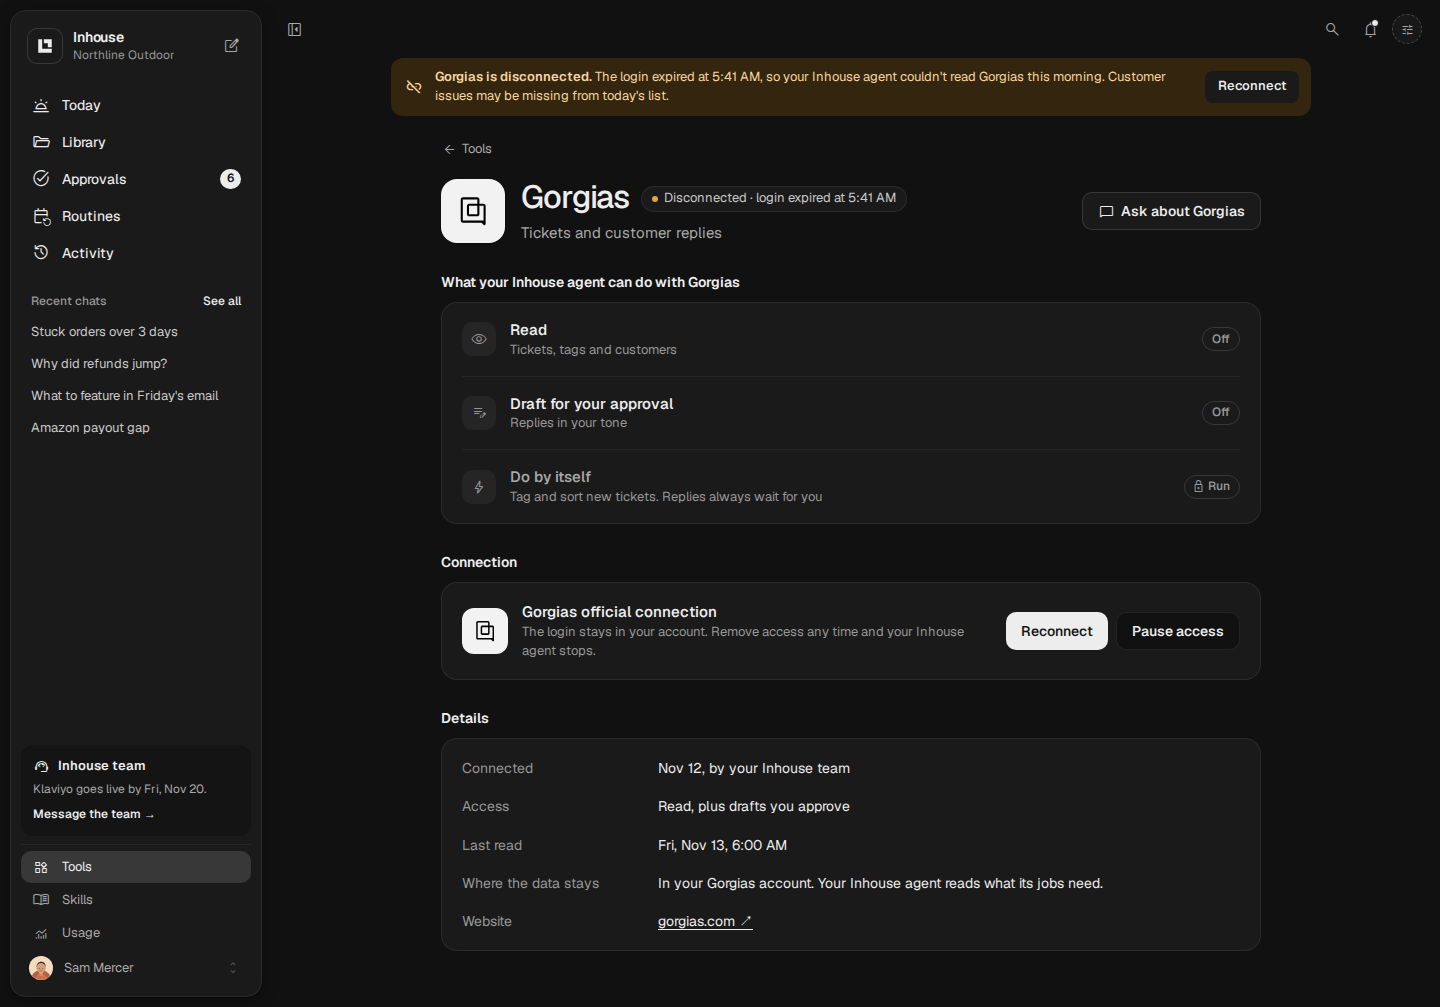 Inhouse
Northline Outdoor
Today
Library
Approvals 6
Routines
Activity
Recent chats See all
Stuck orders over 3 days
Why did refunds jump?
What to feature in Friday's email
Amazon payout gap
Inhouse team
Klaviyo goes live by Fri, Nov 20.
Message the team →
Tools
Skills
Usage
Sam Mercer
Gorgias is disconnected. The login expired at 5:41 AM, so your Inhouse agent couldn't read Gorgias this morning. Customer
issues may be missing from today's list.
Reconnect
← Tools
Gorgias
Disconnected · login expired at 5:41 AM
Tickets and customer replies
Ask about Gorgias
What your Inhouse agent can do with Gorgias
Read
Tickets, tags and customers
Off
Draft for your approval
Replies in your tone
Off
Do by itself
Tag and sort new tickets. Replies always wait for you
Run
Connection
Gorgias official connection
The login stays in your account. Remove access any time and your Inhouse
agent stops.
Reconnect
Pause access
Details
Connected Nov 12, by your Inhouse team
Access Read, plus drafts you approve
Last read Fri, Nov 13, 6:00 AM
Where the data stays In your Gorgias account. Your Inhouse agent reads what its jobs need.
Website gorgias.com ↗